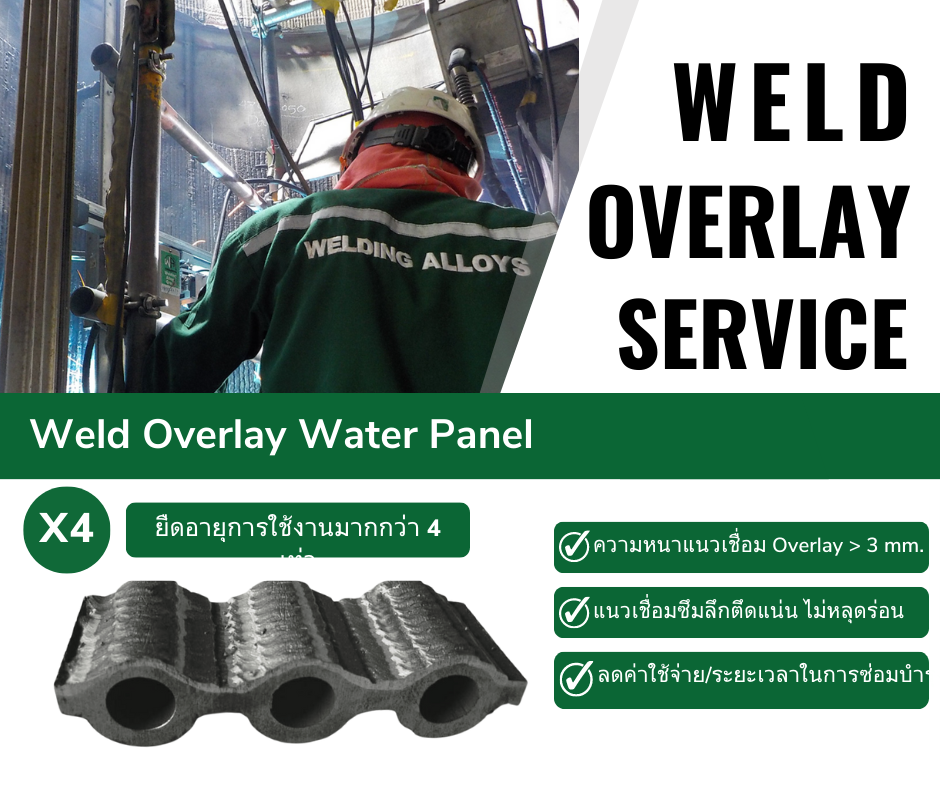 WELD
OVERLAY
SERVICE
WELDING ALLOYS
Weld Overlay Water Panel
X4
ยืดอายุการใช้งานมากกว่า 4
ความหนาแนวเชื่อม Overlay > 3 mm.
แนวเชื่อมซึมลึกตึดแน่น ไม่หลุดร่อน
ลดค่าใช้จ่าย/ระยะเวลาในการซ่อมบำ